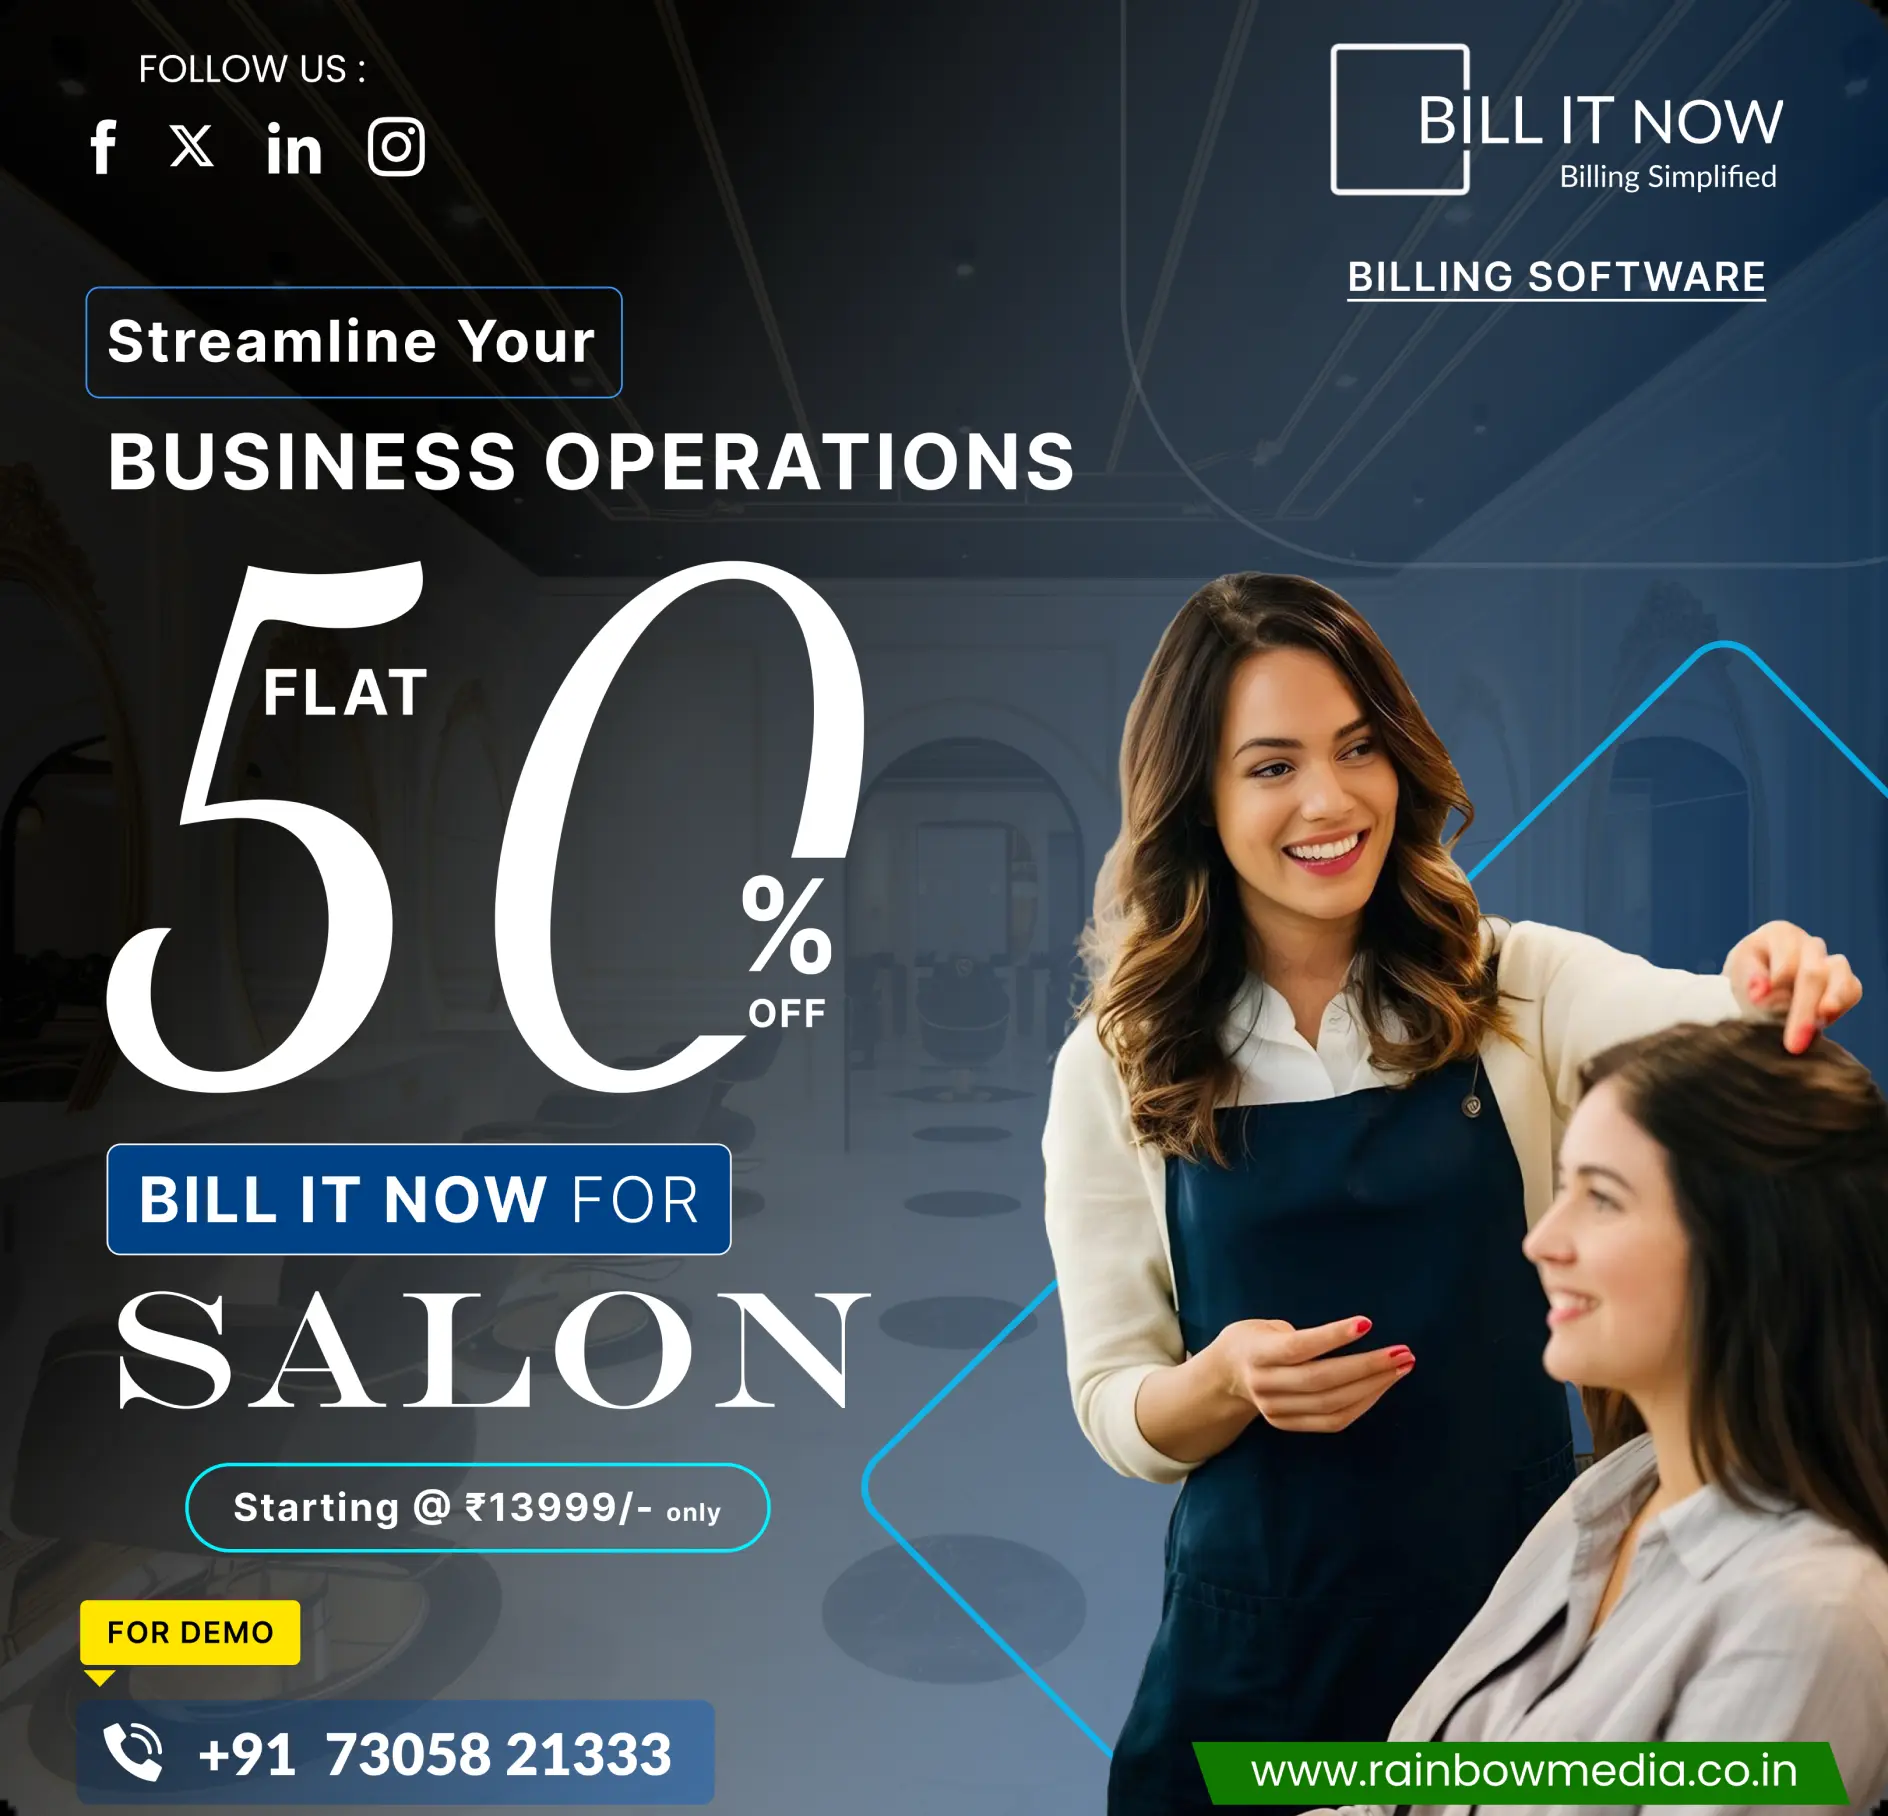 FOLLOW US :
BILL IT NOW
Billing Simplified
BILLING SOFTWARE
Streamline Your
BUSINESS OPERATIONS
FLAT
50
%
OFF
BILL IT NOW FOR
SALON
Starting @ ₹13999/- only
FOR DEMO
+91 73058 21333
www.rainbowmedia.co.in